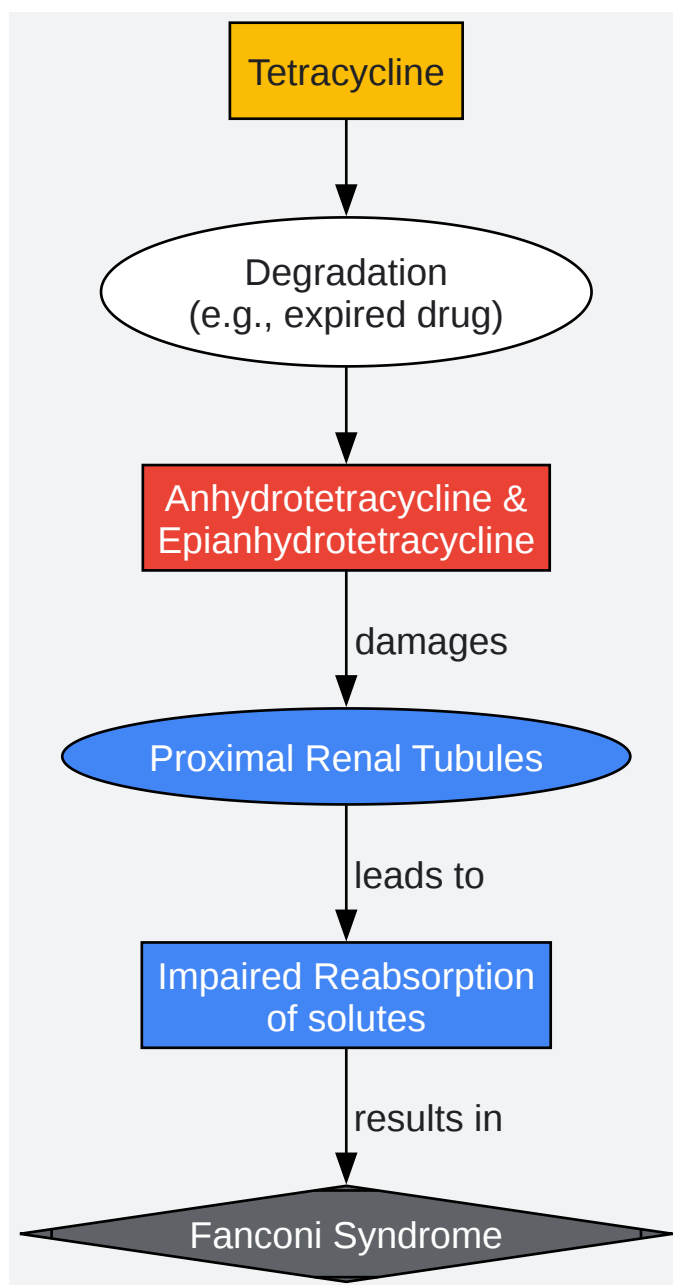 Tetracycline
Degradation
(e.g., expired drug)
Anhydrotetracycline &
Epianhydrotetracycline
damages
Proximal Renal Tubules
leads to
Impaired Reabsorption
of solutes
results in
Fanconi Syndrome